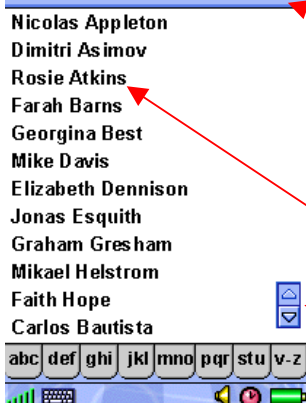 Nicolas Appleton
Dimitri Asimov
Rosie Atkins
Farah Barns
Georgina Best
Mike Davis
Elizabeth Dennison
Jonas Esquith
Graham Gresham
Mikael Helstrom
Faith Hope
Carlos Bautista
abc def ghi jkl mno pqr stu v-z